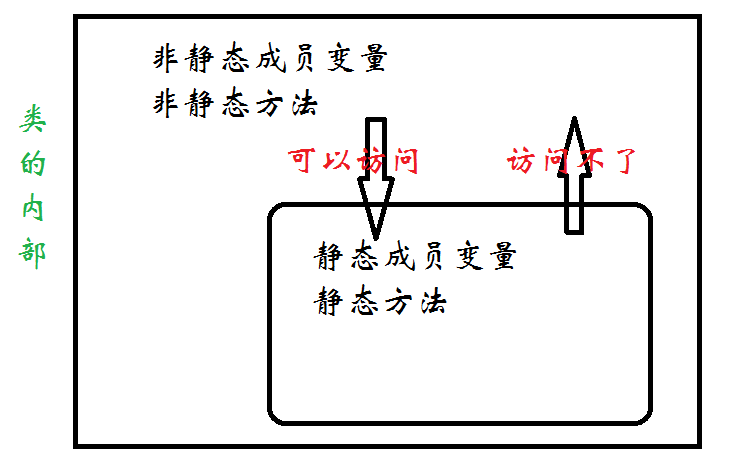 类的内部
非静态成员变量
非静态方法
可以访问
访问不了
静态成员变量
静态方法